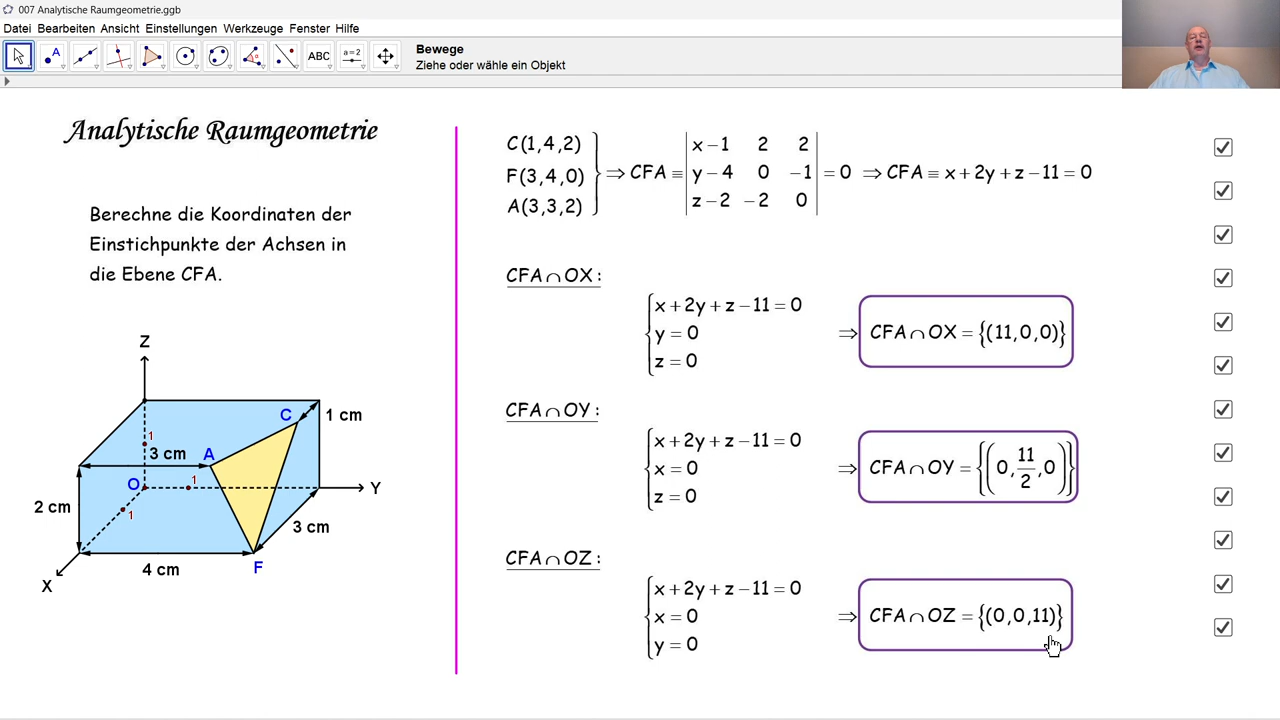 007 Analytische Raumgeometrie.ggb
Datei Bearbeiten Ansicht Einstellungen Werkzeuge Fenster Hilfe
A ABC a=2
Bewege
Ziehe oder wähle ein Objekt
Analytische Raumgeometrie
Berechne die Koordinaten der
Einstichpunkte der Achsen in
die Ebene CFA.
Z
C 1 cm
1
3 cm A
O 1 Y
2 cm 1
3 cm
X 4 cm F
C(1,4,2)
F(3,4,0)
A(3,3,2)
⇒ CFA ≡ | x−1 2 2 |
| y−4 0 −1 | = 0 ⇒ CFA ≡ x+2y+z−11 = 0
| z−2 −2 0 |
CFA∩OX :
x+2y+z−11 = 0
y = 0 ⇒ CFA∩OX = {(11,0,0)}
z = 0
CFA∩OY :
x+2y+z−11 = 0
x = 0 ⇒ CFA∩OY = {(0, 11/2, 0)}
z = 0
CFA∩OZ :
x+2y+z−11 = 0
x = 0 ⇒ CFA∩OZ = {(0,0,11)}
y = 0